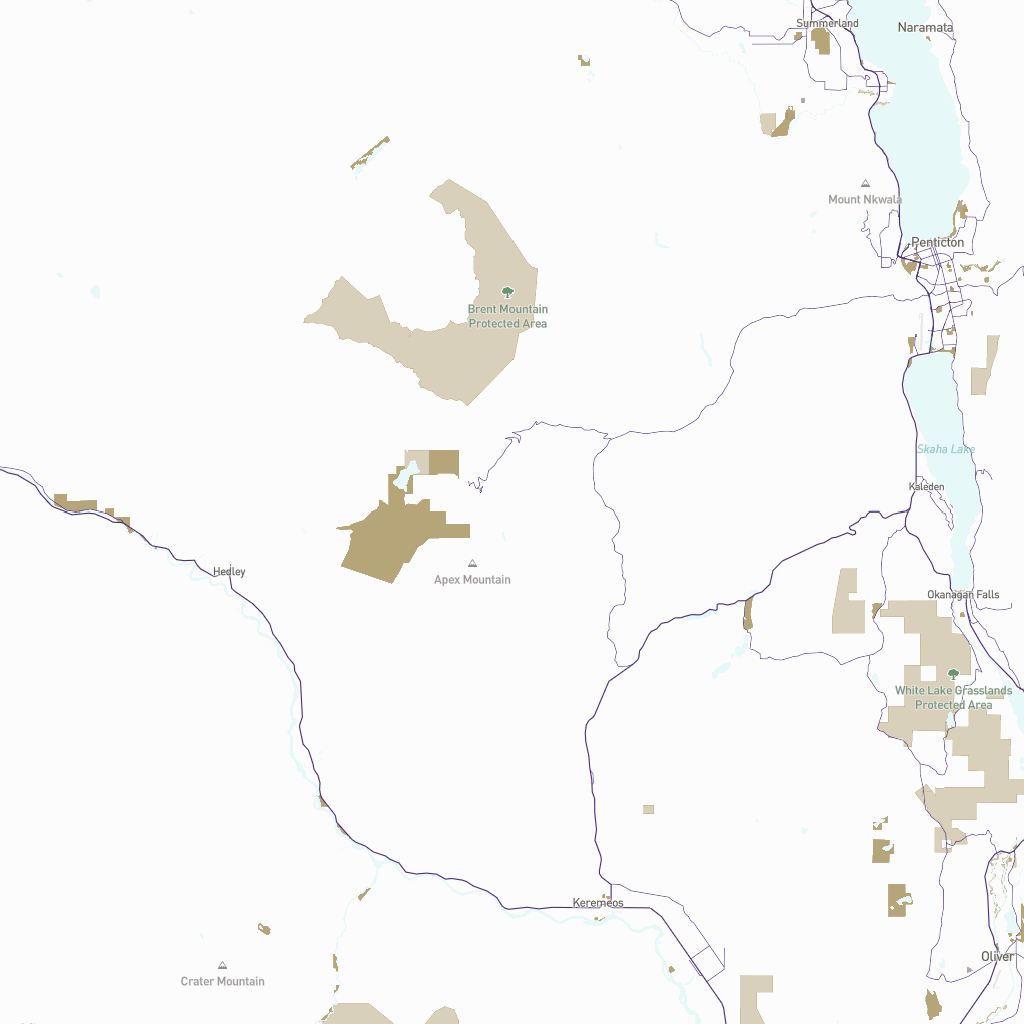 Summerland
Naramata
Mount Nkwala
Penticton
Brent Mountain
Protected Area
Skaha Lake
Kaleden
Hedley
Apex Mountain
Okanagan Falls
White Lake Grasslands
Protected Area
Keremeos
Oliver
Crater Mountain